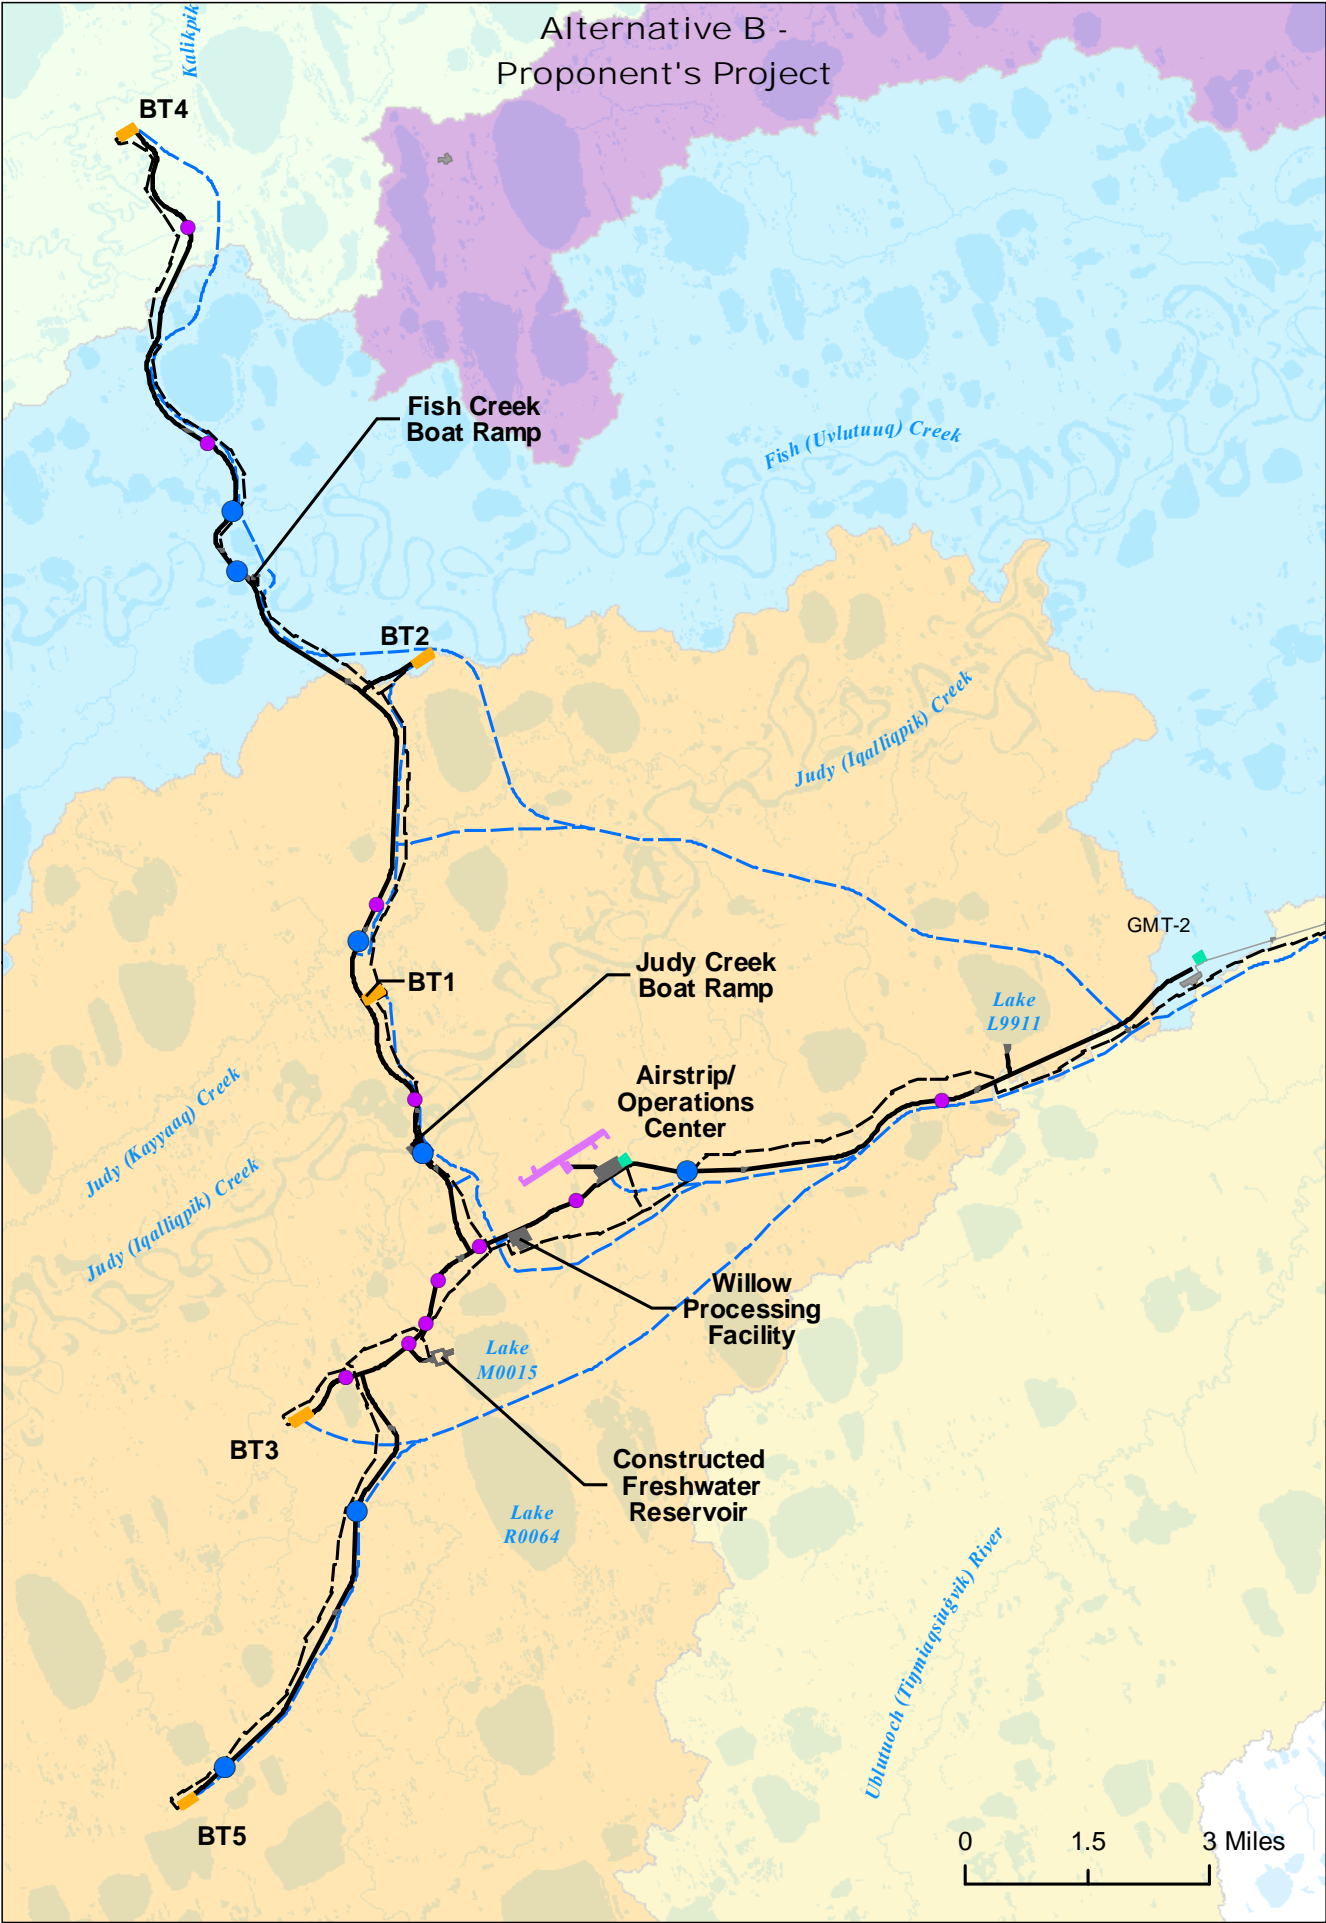 Alternative B -
Proponent's Project
Kalikpik
BT4
Fish Creek
Boat Ramp
Fish (Uvlutuuq) Creek
BT2
Judy (Iqalliqpik) Creek
GMT-2
BT1
Judy Creek
Boat Ramp
Lake
L9911
Airstrip/
Operations
Center
Judy (Kayyaaq) Creek
Judy (Iqalliqpik) Creek
Willow
Processing
Facility
Lake
M0015
BT3
Constructed
Freshwater
Reservoir
Lake
R0064
Ublutuoch (Tiŋmiaqsiuġvik) River
BT5
0 1.5 3 Miles